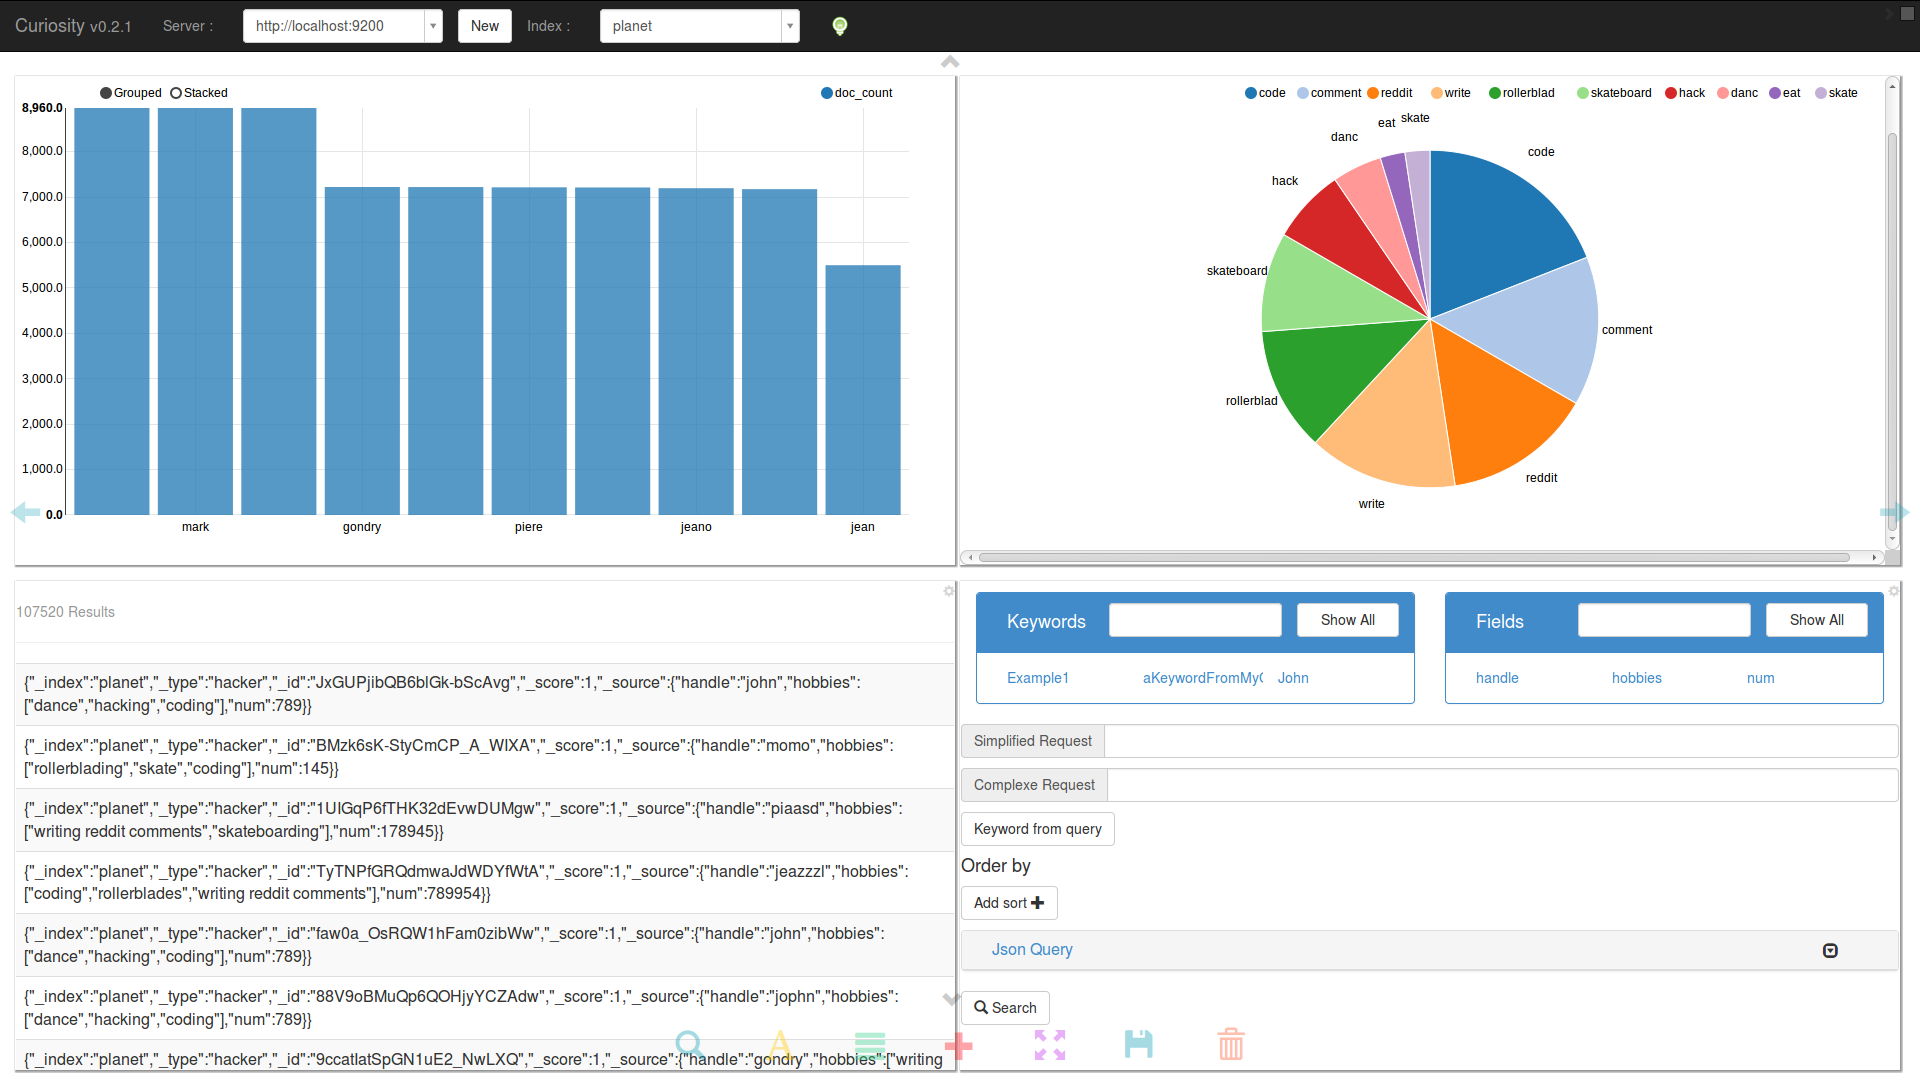 Curiosity v0.2.1 Server : http://localhost:9200 New Index : planet
Grouped Stacked doc_count
8,960.0
8,000.0
7,000.0
6,000.0
5,000.0
4,000.0
3,000.0
2,000.0
1,000.0
0.0
mark gondry piere jeano jean
code comment reddit write rollerblad skateboard hack danc eat skate
skate
eat
danc
code
hack
skateboard
comment
rollerblad
reddit
write
107520 Results
{"_index":"planet","_type":"hacker","_id":"JxGUPjibQB6blGk-bScAvg","_score":1,"_source":{"handle":"john","hobbies":
["dance","hacking","coding"],"num":789}}
{"_index":"planet","_type":"hacker","_id":"BMzk6sK-StyCmCP_A_WIXA","_score":1,"_source":{"handle":"momo","hobbies":
["rollerblading","skate","coding"],"num":145}}
{"_index":"planet","_type":"hacker","_id":"1UIGqP6fTHK32dEvwDUMgw","_score":1,"_source":{"handle":"piaasd","hobbies":
["writing reddit comments","skateboarding"],"num":178945}}
{"_index":"planet","_type":"hacker","_id":"TyTNPfGRQdmwaJdWDYfWtA","_score":1,"_source":{"handle":"jeazzzl","hobbies":
["coding","rollerblades","writing reddit comments"],"num":789954}}
{"_index":"planet","_type":"hacker","_id":"faw0a_OsRQW1hFam0zibWw","_score":1,"_source":{"handle":"john","hobbies":
["dance","hacking","coding"],"num":789}}
{"_index":"planet","_type":"hacker","_id":"88V9oBMuQp6QOHjyYCZAdw","_score":1,"_source":{"handle":"jophn","hobbies":
["dance","hacking","coding"],"num":789}}
{"_index":"planet","_type":"hacker","_id":"9ccatIatSpGN1uE2_NwLXQ","_score":1,"_source":{"handle":"gondry","hobbies":["writing
Keywords Show All
Example1 aKeywordFromMyC John
Fields Show All
handle hobbies num
Simplified Request
Complexe Request
Keyword from query
Order by
Add sort
Json Query
Search
A